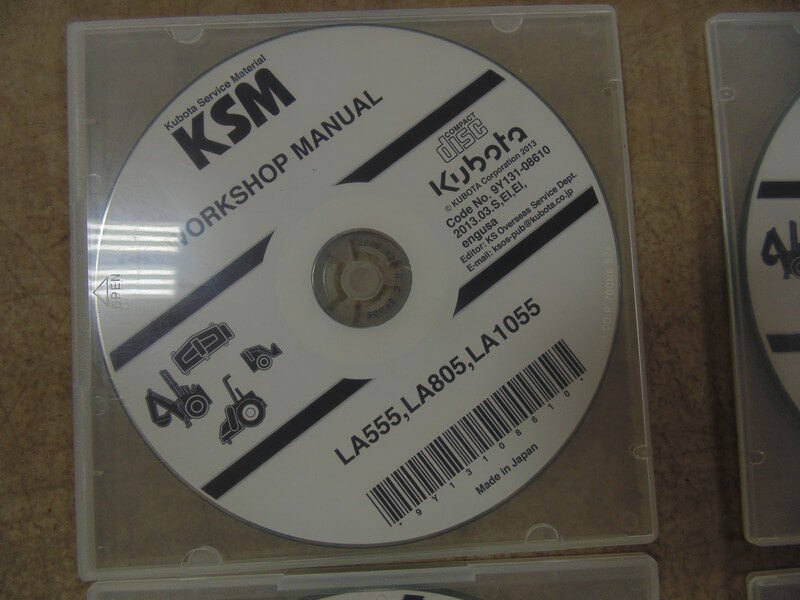 Kubota Service Material
KSM
WORKSHOP MANUAL
COMPACT
disc
Kubota
© KUBOTA Corporation 2013
Code No. 9Y131-08610
2013.03.S,EI,EI,
engusa
Editor: KS Overseas Service Dept.
E-mail: ksos-pub@kubota.co.jp
OPEN
LA555,LA805,LA1055
*9Y13108610*
Made in Japan